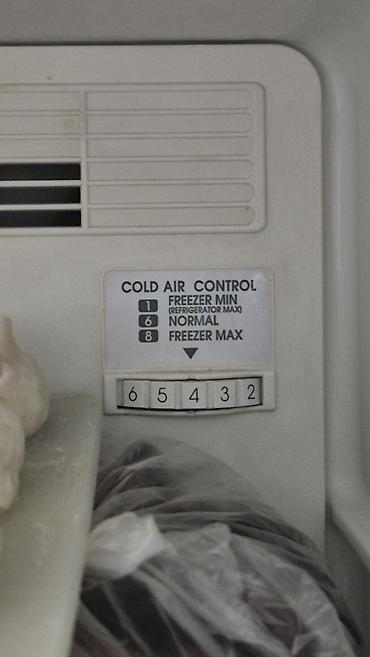 COLD AIR CONTROL
1 FREEZER MIN
(REFRIGERATOR MAX)
6 NORMAL
8 FREEZER MAX
6 5 4 3 2